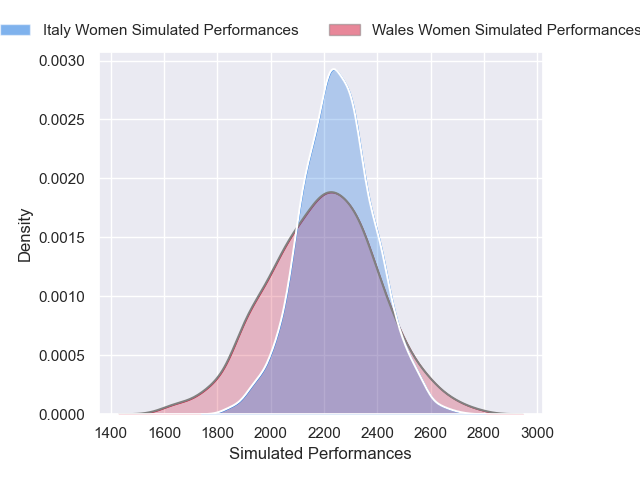 Italy Women Simulated Performances
Wales Women Simulated Performances
0.0030
0.0025
0.0020
0.0015
0.0010
0.0005
0.0000
Density
1400 1600 1800 2000 2200 2400 2600 2800 3000
Simulated Performances